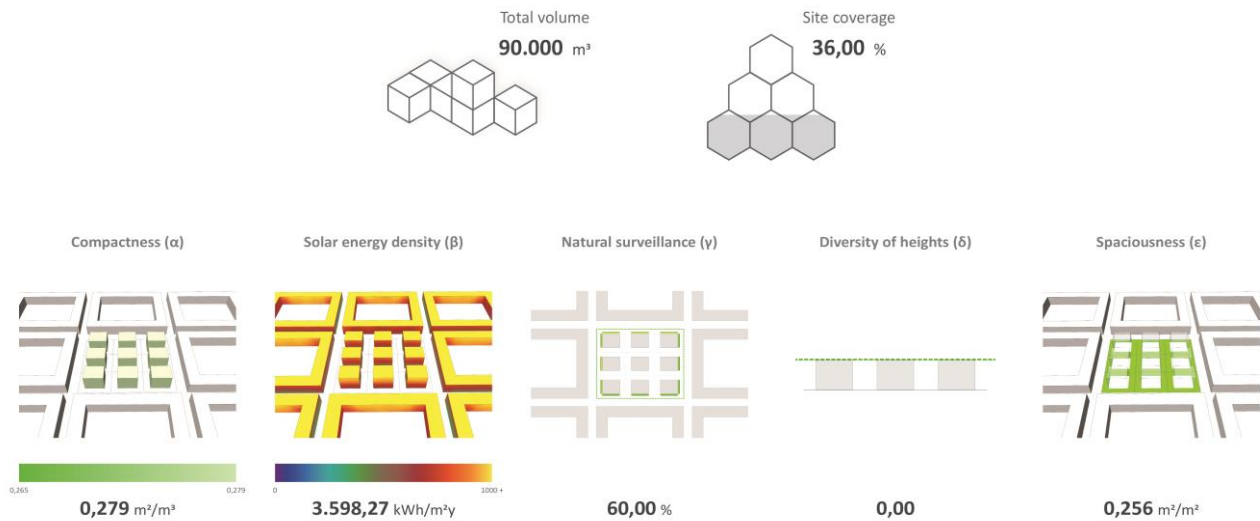 Total volume
90.000 m³
Site coverage
36,00 %
Compactness (α)
Solar energy density (β)
Natural surveillance (γ)
Diversity of heights (δ)
Spaciousness (ε)
0,265 0,279
0 1000 +
0,279 m²/m³
3.598,27 kWh/m²y
60,00 %
0,00
0,256 m²/m²